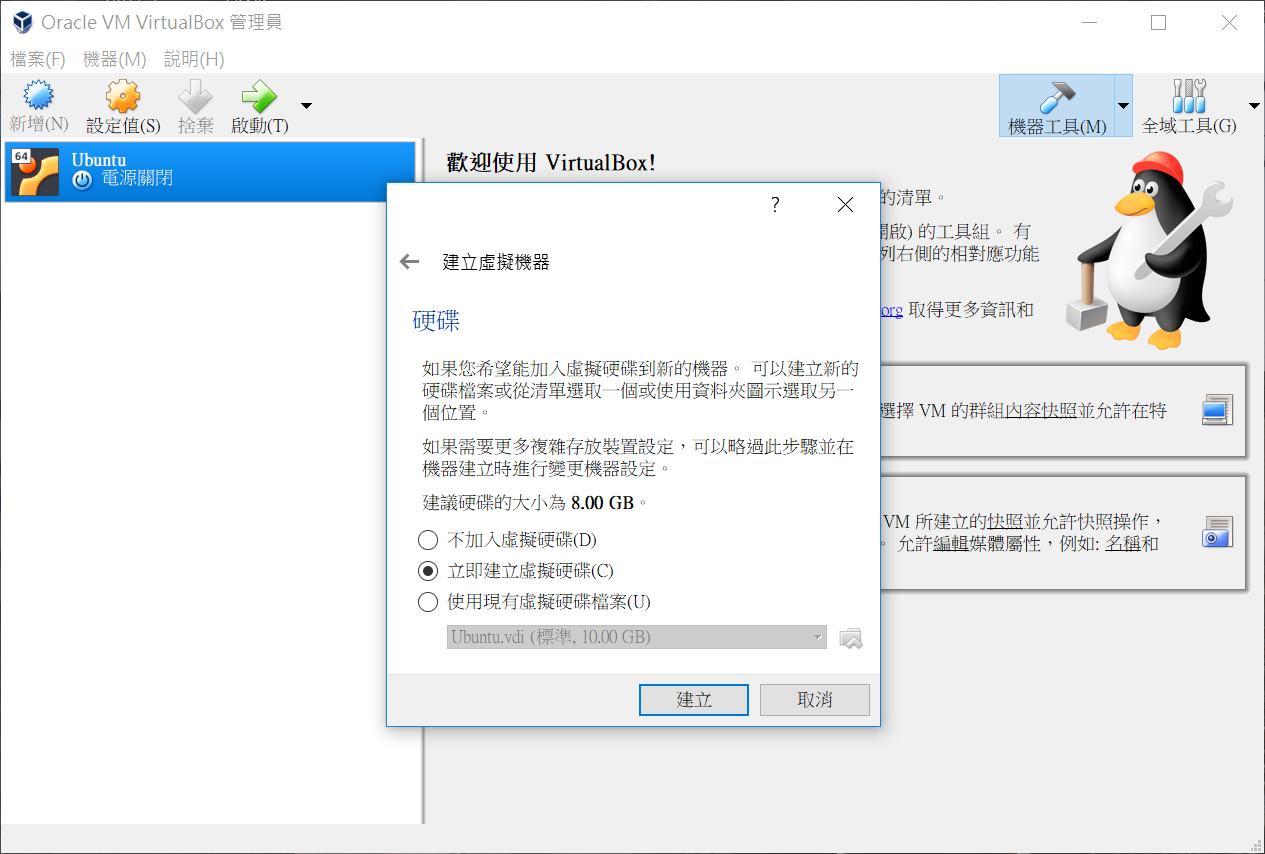 Oracle VM VirtualBox 管理員
檔案(F) 機器(M) 說明(H)
新增(N) 設定值(S) 捨棄 啟動(T) 機器工具(M) 全域工具(G)
64
Ubuntu
電源關閉
歡迎使用 VirtualBox!
的清單。
開啟) 的工具組。 有
列右側的相對應功能
org 取得更多資訊和
選擇 VM 的群組內容快照並允許在特
VM 所建立的快照並允許快照操作，
。 允許編輯媒體屬性，例如: 名稱和
?
建立虛擬機器
硬碟
如果您希望能加入虛擬硬碟到新的機器。 可以建立新的
硬碟檔案或從清單選取一個或使用資料夾圖示選取另一
個位置。
如果需要更多複雜存放裝置設定，可以略過此步驟並在
機器建立時進行變更機器設定。
建議硬碟的大小為 8.00 GB。
不加入虛擬硬碟(D)
立即建立虛擬硬碟(C)
使用現有虛擬硬碟檔案(U)
Ubuntu.vdi (標準, 10.00 GB)
建立 取消